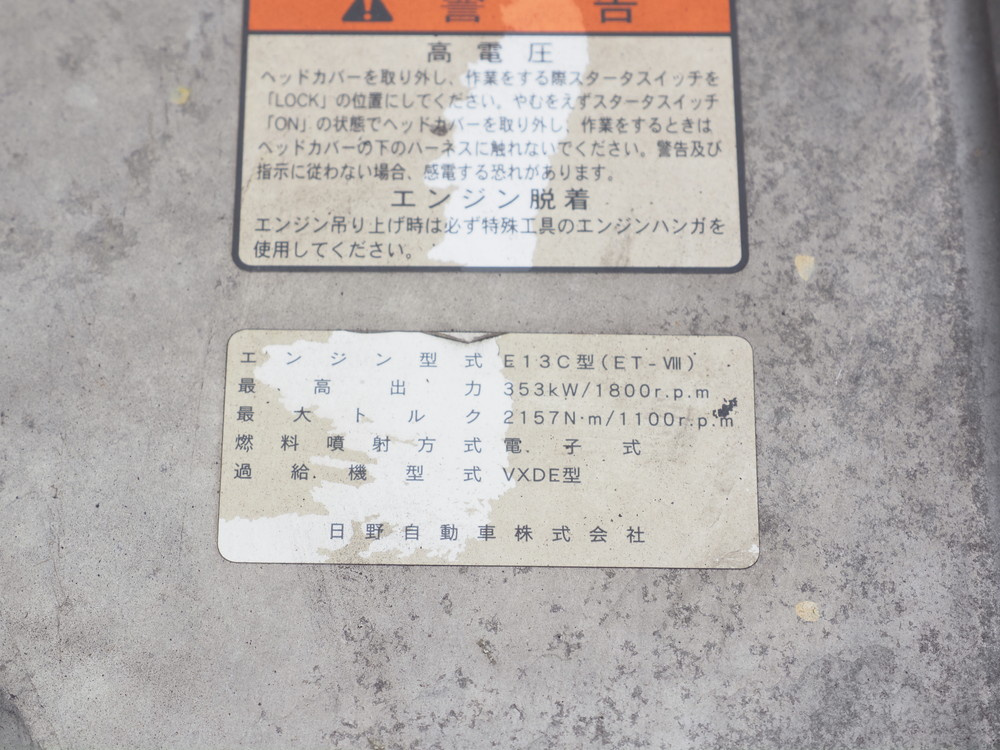 警告
高電圧
ヘッドカバーを取り外し、作業をする際スタータスイッチを
「LOCK」の位置にしてください。やむをえずスタータスイッチ
「ON」の状態でヘッドカバーを取り外し、作業をするときは
ヘッドカバーの下のハーネスに触れないでください。警告及び
指示に従わない場合、感電する恐れがあります。
エンジン脱着
エンジン吊り上げ時は必ず特殊工具のエンジンハンガを
使用してください。
エンジン型式 E13C型(ET-Ⅷ)
最高出力 353kW/1800r.p.m
最大トルク 2157N·m/1100r.p.m
燃料噴射方式 電子式
過給機型式 VXDE型
日野自動車株式会社